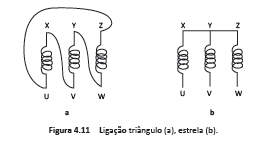 X Y Z X Y Z
U V W U V W
a b
Figura 4.11 Ligação triângulo (a), estrela (b).